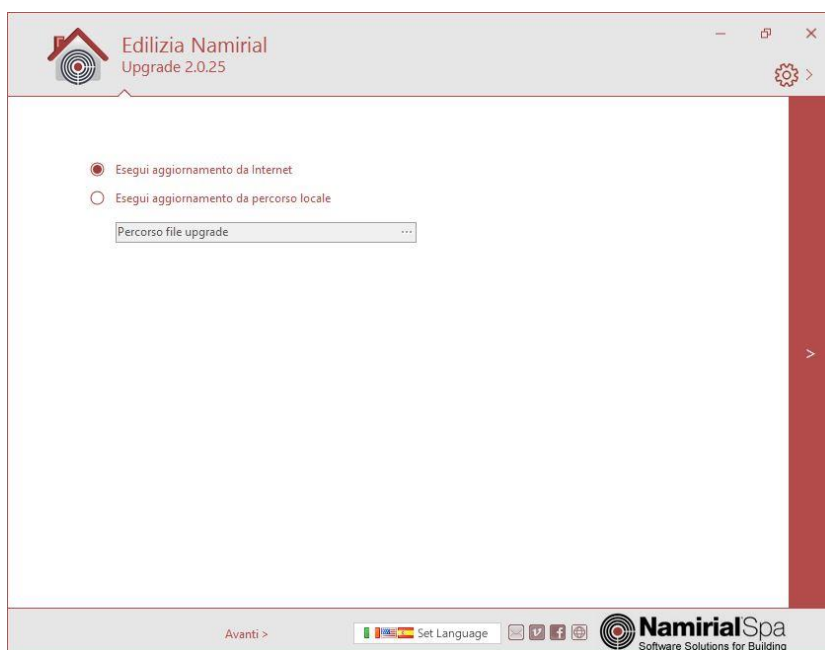 Edilizia Namirial
Upgrade 2.0.25
Esegui aggiornamento da Internet
Esegui aggiornamento da percorso locale
Percorso file upgrade ...
>
Avanti >
Set Language
NamirialSpa
Software Solutions for Building